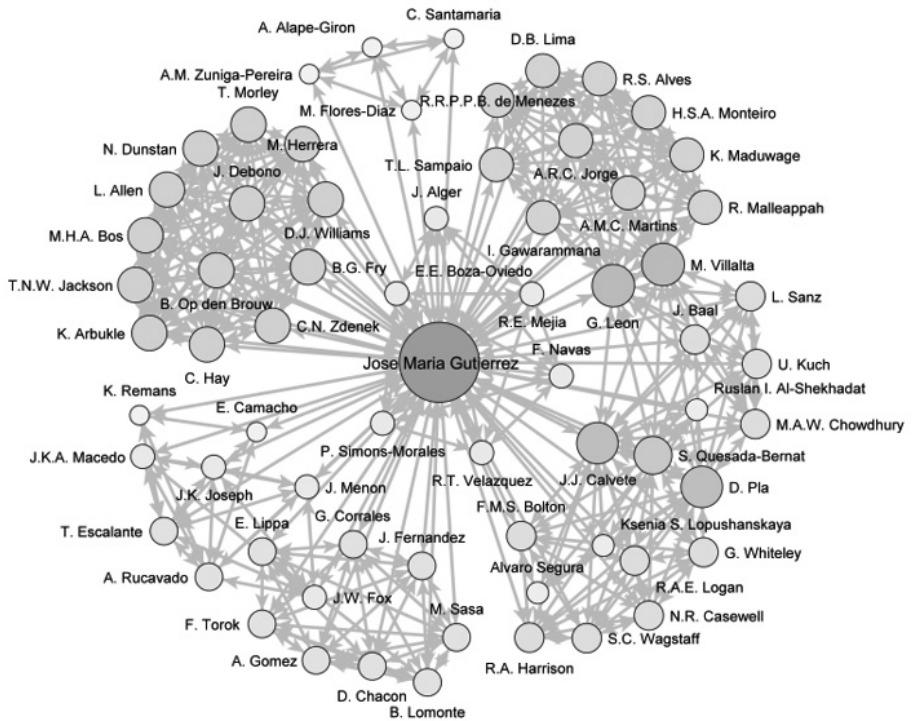 C. Santamaria
A. Alape-Giron
D.B. Lima
A.M. Zuniga-Pereira
R.S. Alves
T. Morley
R.R.P.P.B. de Menezes
M. Flores-Diaz
H.S.A. Monteiro
M. Herrera
N. Dunstan
K. Maduwage
T.L. Sampaio
J. Debono
A.R.C. Jorge
L. Allen
J. Alger
R. Malleappah
A.M.C. Martins
D.J. Williams
M.H.A. Bos
I. Gawarammana
B.G. Fry
E.E. Boza-Oviedo
M. Villalta
T.N.W. Jackson
L. Sanz
B. Op den Brouw
J. Baal
R.E. Mejia
G. Leon
C.N. Zdenek
K. Arbukle
F. Navas
Jose Maria Gutierrez
U. Kuch
C. Hay
Ruslan I. Al-Shekhadat
K. Remans
E. Camacho
M.A.W. Chowdhury
P. Simons-Morales
J.K.A. Macedo
S. Quesada-Bernat
J.K. Joseph
R.T. Velazquez
J.J. Calvete
J. Menon
D. Pla
F.M.S. Bolton
G. Corrales
Ksenia S. Lopushanskaya
E. Lippa
T. Escalante
J. Fernandez
G. Whiteley
Alvaro Segura
A. Rucavado
R.A.E. Logan
J.W. Fox
M. Sasa
N.R. Casewell
F. Torok
S.C. Wagstaff
A. Gomez
R.A. Harrison
D. Chacon
B. Lomonte